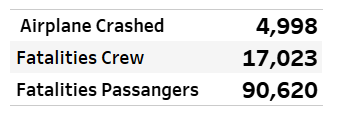 Airplane Crashed 4,998
Fatalities Crew 17,023
Fatalities Passangers 90,620